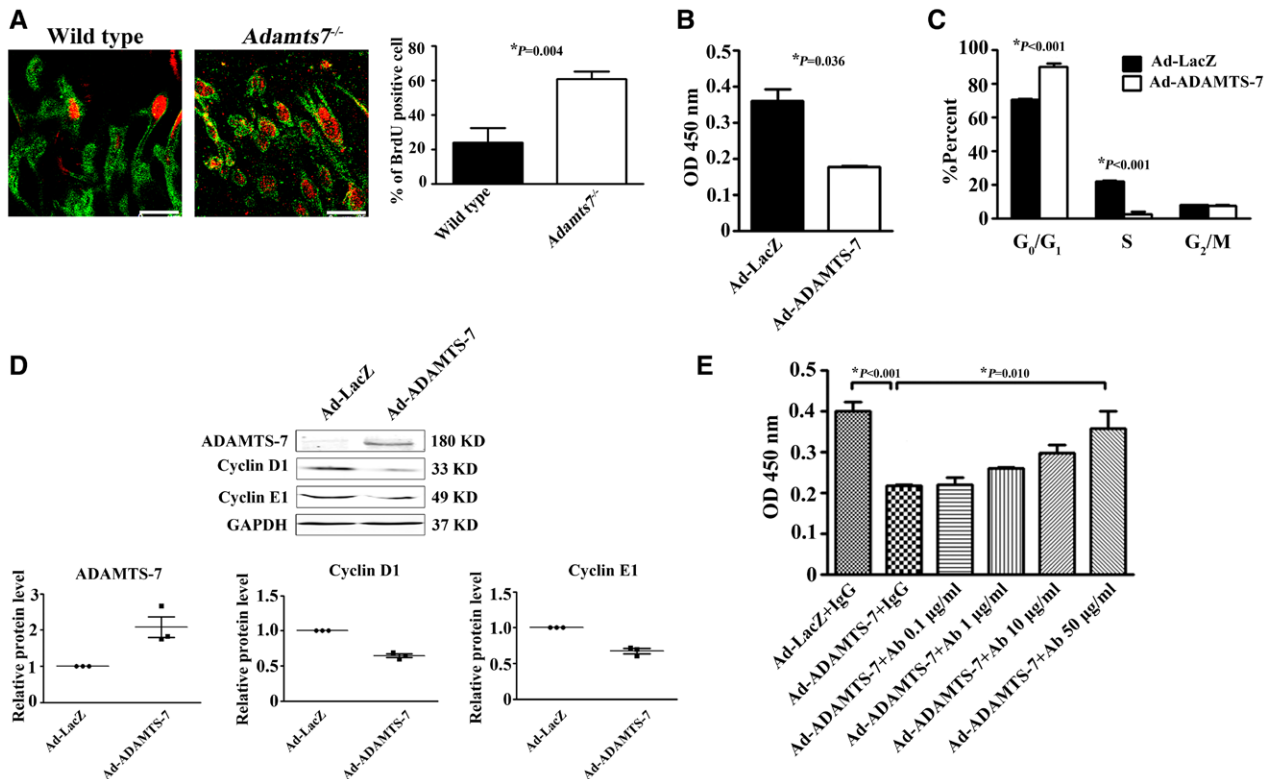 A
Wild type
Adamts7-/-
% of BrdU positive cell
80
60
40
20
0
*P=0.004
Wild type
Adamts7-/-
B
OD 450 nm
0.5
0.4
0.3
0.2
0.1
0.0
*P=0.036
Ad-LacZ
Ad-ADAMTS-7
C
%Percent
100
80
60
40
20
0
*P<0.001
*P<0.001
Ad-LacZ
Ad-ADAMTS-7
G0/G1
S
G2/M
D
Ad-LacZ
Ad-ADAMTS-7
ADAMTS-7
180 KD
Cyclin D1
33 KD
Cyclin E1
49 KD
GAPDH
37 KD
ADAMTS-7
Relative protein level
3
2
1
0
Ad-LacZ
Ad-ADAMTS-7
Cyclin D1
Relative protein level
1.5
1.0
0.5
0
Ad-LacZ
Ad-ADAMTS-7
Cyclin E1
Relative protein level
1.5
1.0
0.5
0
Ad-LacZ
Ad-ADAMTS-7
E
OD 450 nm
0.5
0.4
0.3
0.2
0.1
0.0
*P<0.001
*P=0.010
Ad-LacZ+IgG
Ad-ADAMTS-7+IgG
Ad-ADAMTS-7+Ab 0.1 µg/ml
Ad-ADAMTS-7+Ab 1 µg/ml
Ad-ADAMTS-7+Ab 10 µg/ml
Ad-ADAMTS-7+Ab 50 µg/ml